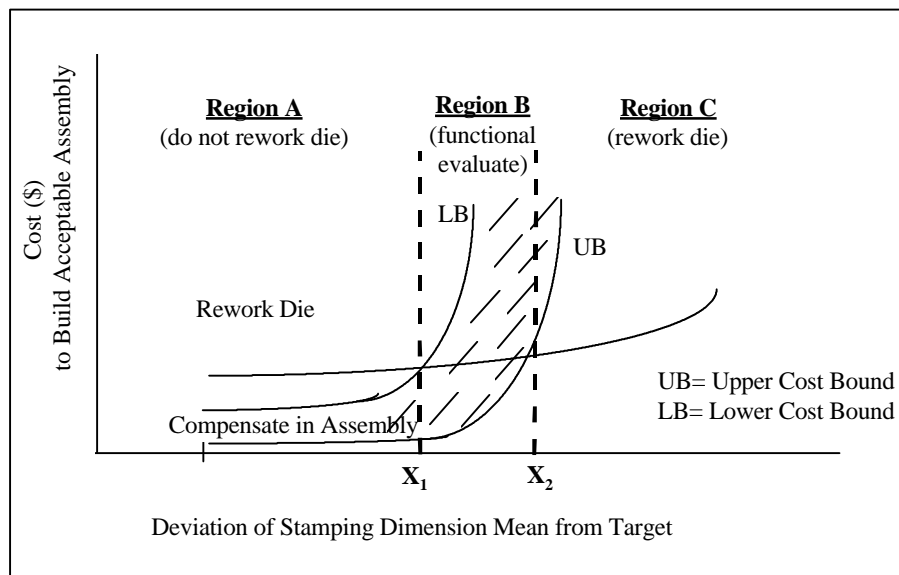 Cost ($)
to Build Acceptable Assembly
Region A
(do not rework die)
Region B
(functional
evaluate)
Region C
(rework die)
LB
UB
Rework Die
UB= Upper Cost Bound
LB= Lower Cost Bound
Compensate in Assembly
X₁
X₂
Deviation of Stamping Dimension Mean from Target